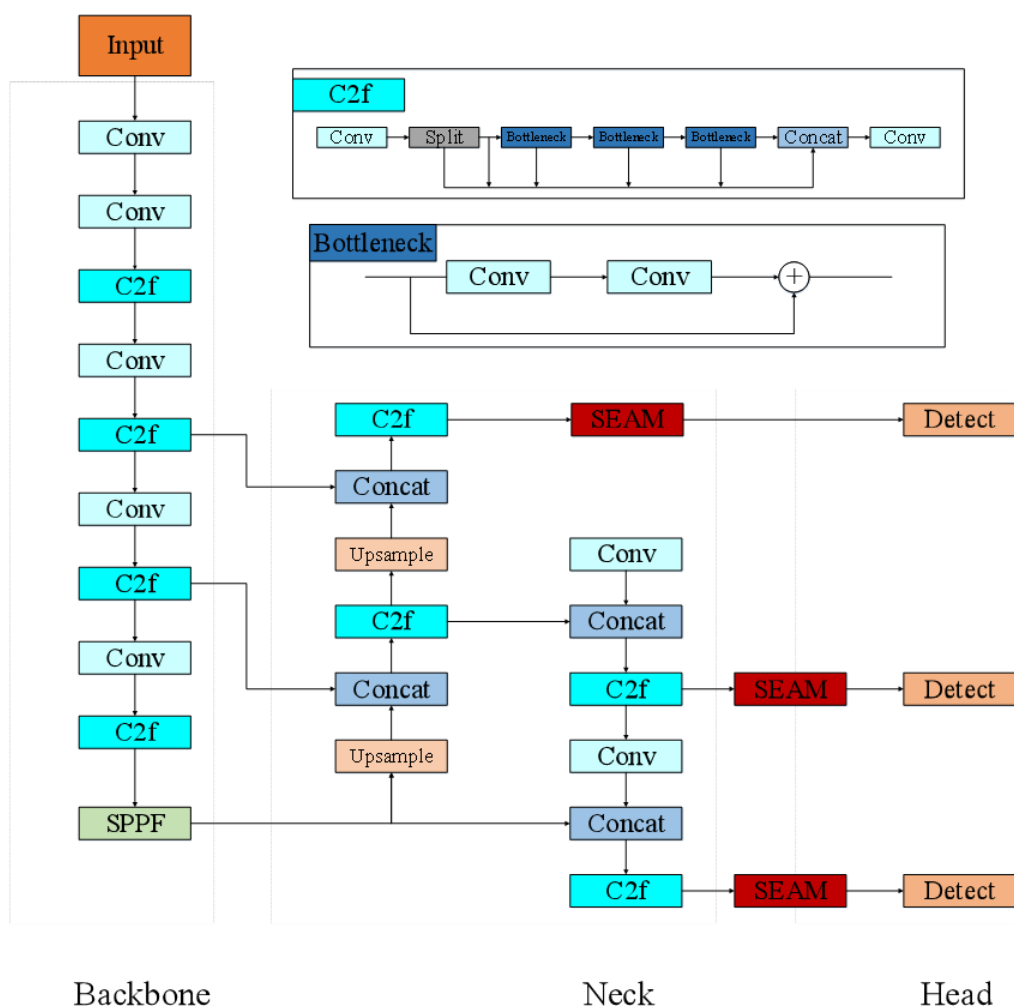 Input
Conv
Conv
C2f
Conv
C2f
Conv
C2f
Conv
C2f
SPPF
C2f
Conv Split Bottleneck Bottleneck Bottleneck Concat Conv
Bottleneck
Conv Conv +
C2f SEAM Detect
Concat
Upsample Conv
C2f Concat
Concat C2f SEAM Detect
Upsample Conv
Concat
C2f SEAM Detect
Backbone Neck Head